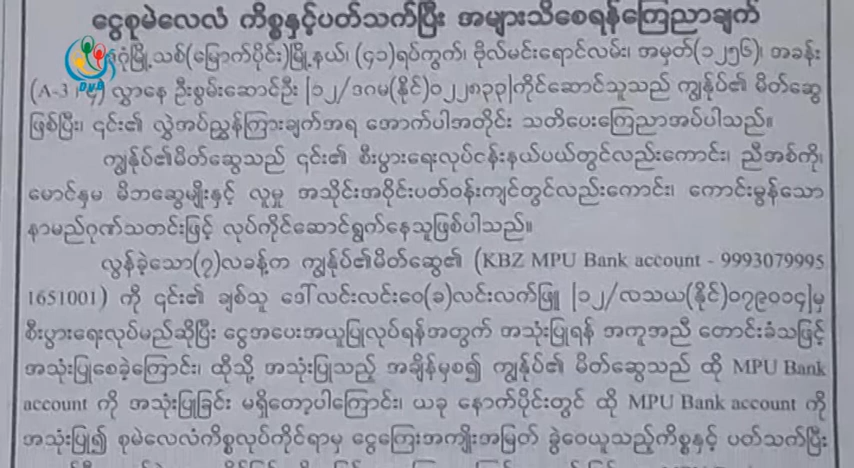 ငွေစုမဲလေလံ ကိစ္စနှင့်ပတ်သက်ပြီး အများသိစေရန်ကြေညာချက်
ဒဂုံမြို့သစ်(မြောက်ပိုင်း)မြို့နယ်၊ (၄၁)ရပ်ကွက်၊ ဗိုလ်မင်းရောင်လမ်း၊ အမှတ်(၁၂၅၆)၊ အခန်း
(A-3 လွှာနေ ဦးစွမ်းဆောင်ဦး [၁၂/ဒဂမ(နိုင်)၀၂၂၈၃၃]ကိုင်ဆောင်သူသည် ကျွန်ုပ်၏ မိတ်ဆွေ
ဖြစ်ပြီး၊ ၎င်း၏ လွှဲအပ်ညွှန်ကြားချက်အရ အောက်ပါအတိုင်း သတိပေးကြေညာအပ်ပါသည်။
ကျွန်ုပ်၏မိတ်ဆွေသည် ၎င်း၏ စီးပွားရေးလုပ်ငန်းနယ်ပယ်တွင်လည်းကောင်း၊ ညီအစ်ကို၊
မောင်နှမ မိဘဆွေမျိုးနှင့် လူမှု အသိုင်းအဝိုင်းပတ်ဝန်းကျင်တွင်လည်းကောင်း၊ ကောင်းမွန်သော
နာမည်ဂုဏ်သတင်းဖြင့် လုပ်ကိုင်ဆောင်ရွက်နေသူဖြစ်ပါသည်။
လွန်ခဲ့သော(၇)လခန့်က ကျွန်ုပ်၏မိတ်ဆွေ၏ (KBZ MPU Bank account - 9993079995
1651001) ကို ၎င်း၏ ချစ်သူ ဒေါ်လင်းလင်းဝေ(ခ)လင်းလက်ဖြူ [၁၂/လသယ(နိုင်)၀၇၉၀၀၄]မှ
စီးပွားရေးလုပ်မည်ဆိုပြီး ငွေအပေးအယူပြုလုပ်ရန်အတွက် အသုံးပြုရန် အကူအညီ တောင်းခံသဖြင့်
အသုံးပြုစေခဲ့ကြောင်း၊ ထိုသို့ အသုံးပြုသည့် အချိန်မှစ၍ ကျွန်ုပ်၏ မိတ်ဆွေသည် ထို MPU Bank
account ကို အသုံးပြုခြင်း မရှိတော့ပါကြောင်း၊ ယခု နောက်ပိုင်းတွင် ထို MPU Bank account ကို
အသုံးပြု၍ စုမဲလေလံကိစ္စလုပ်ကိုင်ရာမှ ငွေကြေးအကျိုးအမြတ် ခွဲဝေယူသည့်ကိစ္စနှင့် ပတ်သက်ပြီး